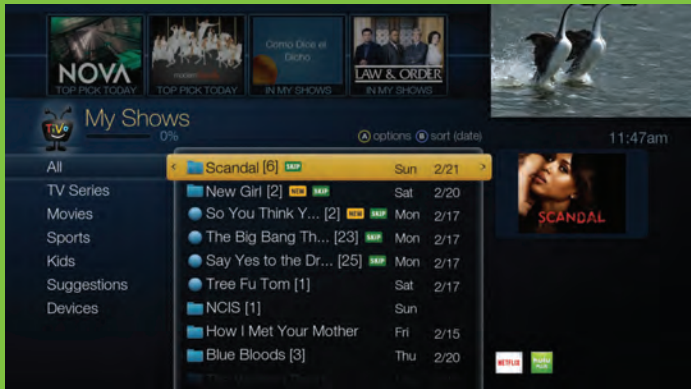 NOVA
TOP PICK TODAY
TOP PICK TODAY
Como Dice el
Dicho
IN MY SHOWS
LAW & ORDER
IN MY SHOWS
TiVo
My Shows
0%
A options B sort (date)
11:47am
All
TV Series
Movies
Sports
Kids
Suggestions
Devices
Scandal [6] SKIP Sun 2/21
New Girl [2] NEW SKIP Sat 2/20
So You Think Y... [2] NEW SKIP Mon 2/17
The Big Bang Th... [23] SKIP Mon 2/17
Say Yes to the Dr... [25] SKIP Mon 2/17
Tree Fu Tom [1] Sat 2/17
NCIS [1] Sun
How I Met Your Mother Fri 2/15
Blue Bloods [3] Thu 2/20
SCANDAL
NETFLIX
hulu